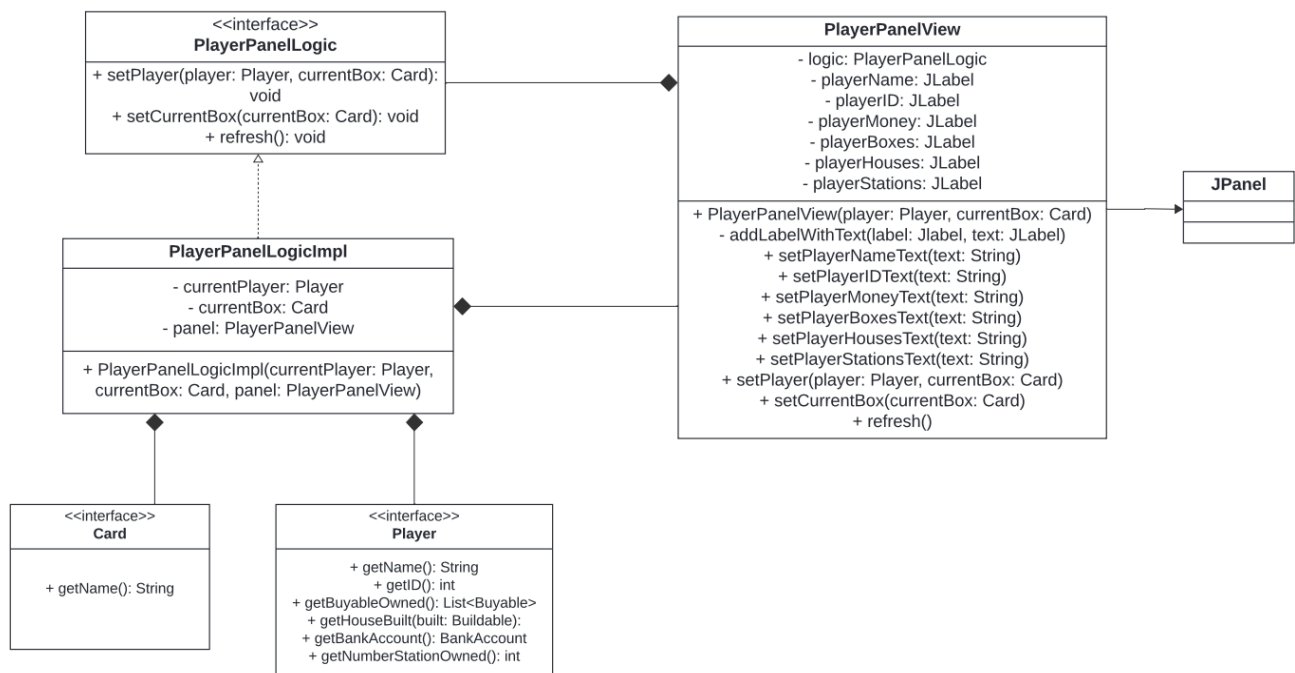 <<interface>>
PlayerPanelLogic
+ setPlayer(player: Player, currentBox: Card):
void
+ setCurrentBox(currentBox: Card): void
+ refresh(): void
PlayerPanelView
- logic: PlayerPanelLogic
- playerName: JLabel
- playerID: JLabel
- playerMoney: JLabel
- playerBoxes: JLabel
- playerHouses: JLabel
- playerStations: JLabel
+ PlayerPanelView(player: Player, currentBox: Card)
- addLabelWithText(label: Jlabel, text: JLabel)
+ setPlayerNameText(text: String)
+ setPlayerIDText(text: String)
+ setPlayerMoneyText(text: String)
+ setPlayerBoxesText(text: String)
+ setPlayerHousesText(text: String)
+ setPlayerStationsText(text: String)
+ setPlayer(player: Player, currentBox: Card)
+ setCurrentBox(currentBox: Card)
+ refresh()
JPanel
PlayerPanelLogicImpl
- currentPlayer: Player
- currentBox: Card
- panel: PlayerPanelView
+ PlayerPanelLogicImpl(currentPlayer: Player,
currentBox: Card, panel: PlayerPanelView)
<<interface>>
Card
+ getName(): String
<<interface>>
Player
+ getName(): String
+ getID(): int
+ getBuyableOwned(): List<Buyable>
+ getHouseBuilt(built: Buildable):
+ getBankAccount(): BankAccount
+ getNumberStationOwned(): int